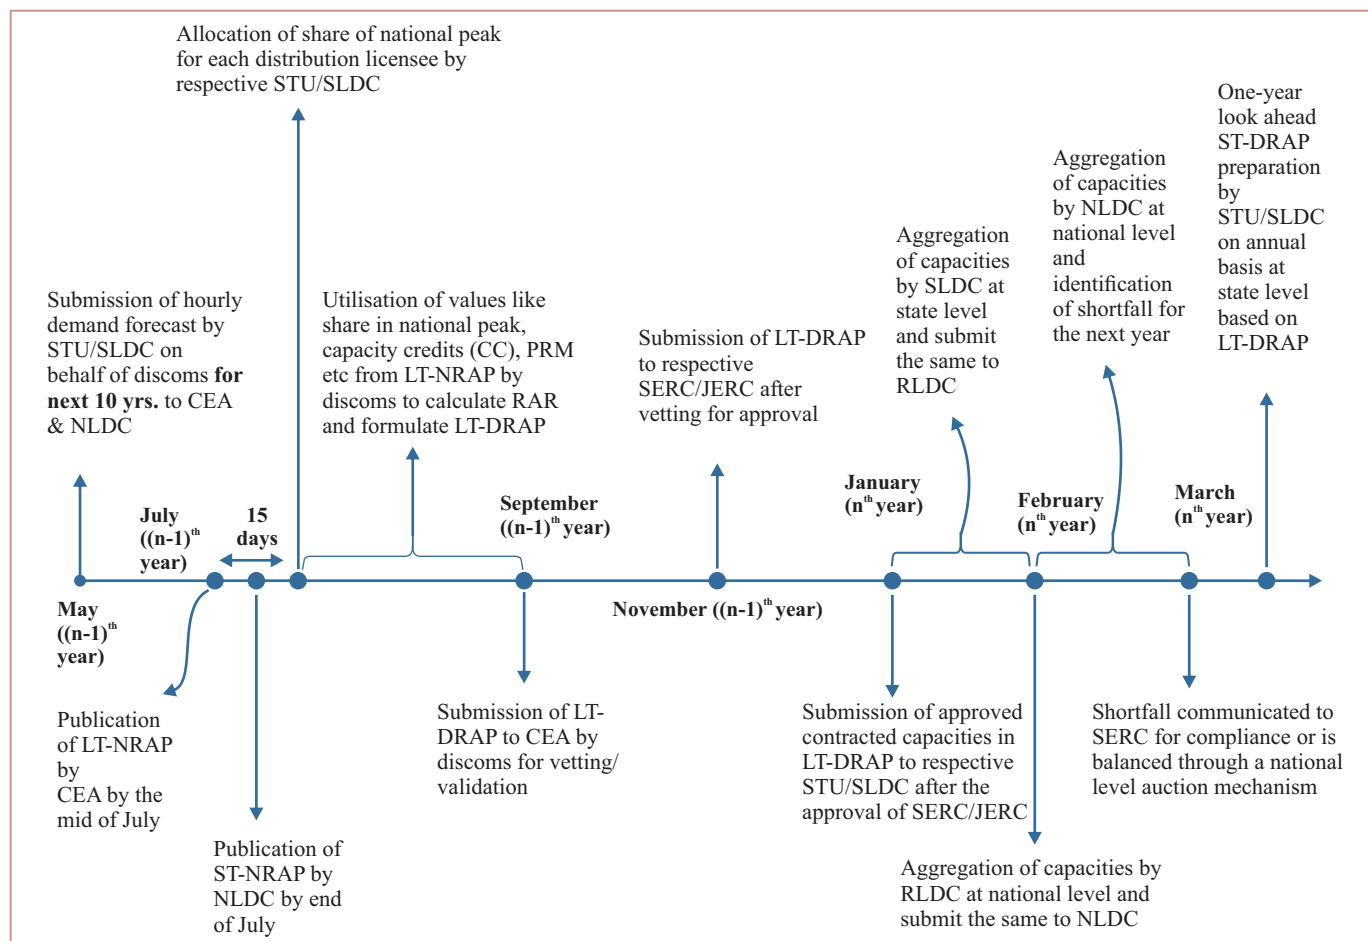 Allocation of share of national peak
for each distribution licensee by
respective STU/SLDC
One-year
look ahead
ST-DRAP
preparation
by
STU/SLDC
on annual
basis at
state level
based on
LT-DRAP
Aggregation
of capacities
by NLDC at
national level
and
identification
of shortfall for
the next year
Aggregation
of capacities
by SLDC at
state level
and submit
the same to
RLDC
Submission of hourly
demand forecast by
STU/SLDC on
behalf of discoms for
next 10 yrs. to CEA
& NLDC
Utilisation of values like
share in national peak,
capacity credits (CC), PRM
etc from LT-NRAP by
discoms to calculate RAR
and formulate LT-DRAP
Submission of LT-DRAP
to respective
SERC/JERC after
vetting for approval
July
((n-1)th
year)
15
days
September
((n-1)th year)
January
(nth year)
February
(nth year)
March
(nth year)
May
((n-1)th
year)
November ((n-1)th year)
Publication
of LT-NRAP
by
CEA by the
mid of July
Publication of
ST-NRAP by
NLDC by end
of July
Submission of LT-
DRAP to CEA by
discoms for vetting/
validation
Submission of approved
contracted capacities in
LT-DRAP to respective
STU/SLDC after the
approval of SERC/JERC
Aggregation of capacities by
RLDC at national level and
submit the same to NLDC
Shortfall communicated to
SERC for compliance or is
balanced through a national
level auction mechanism